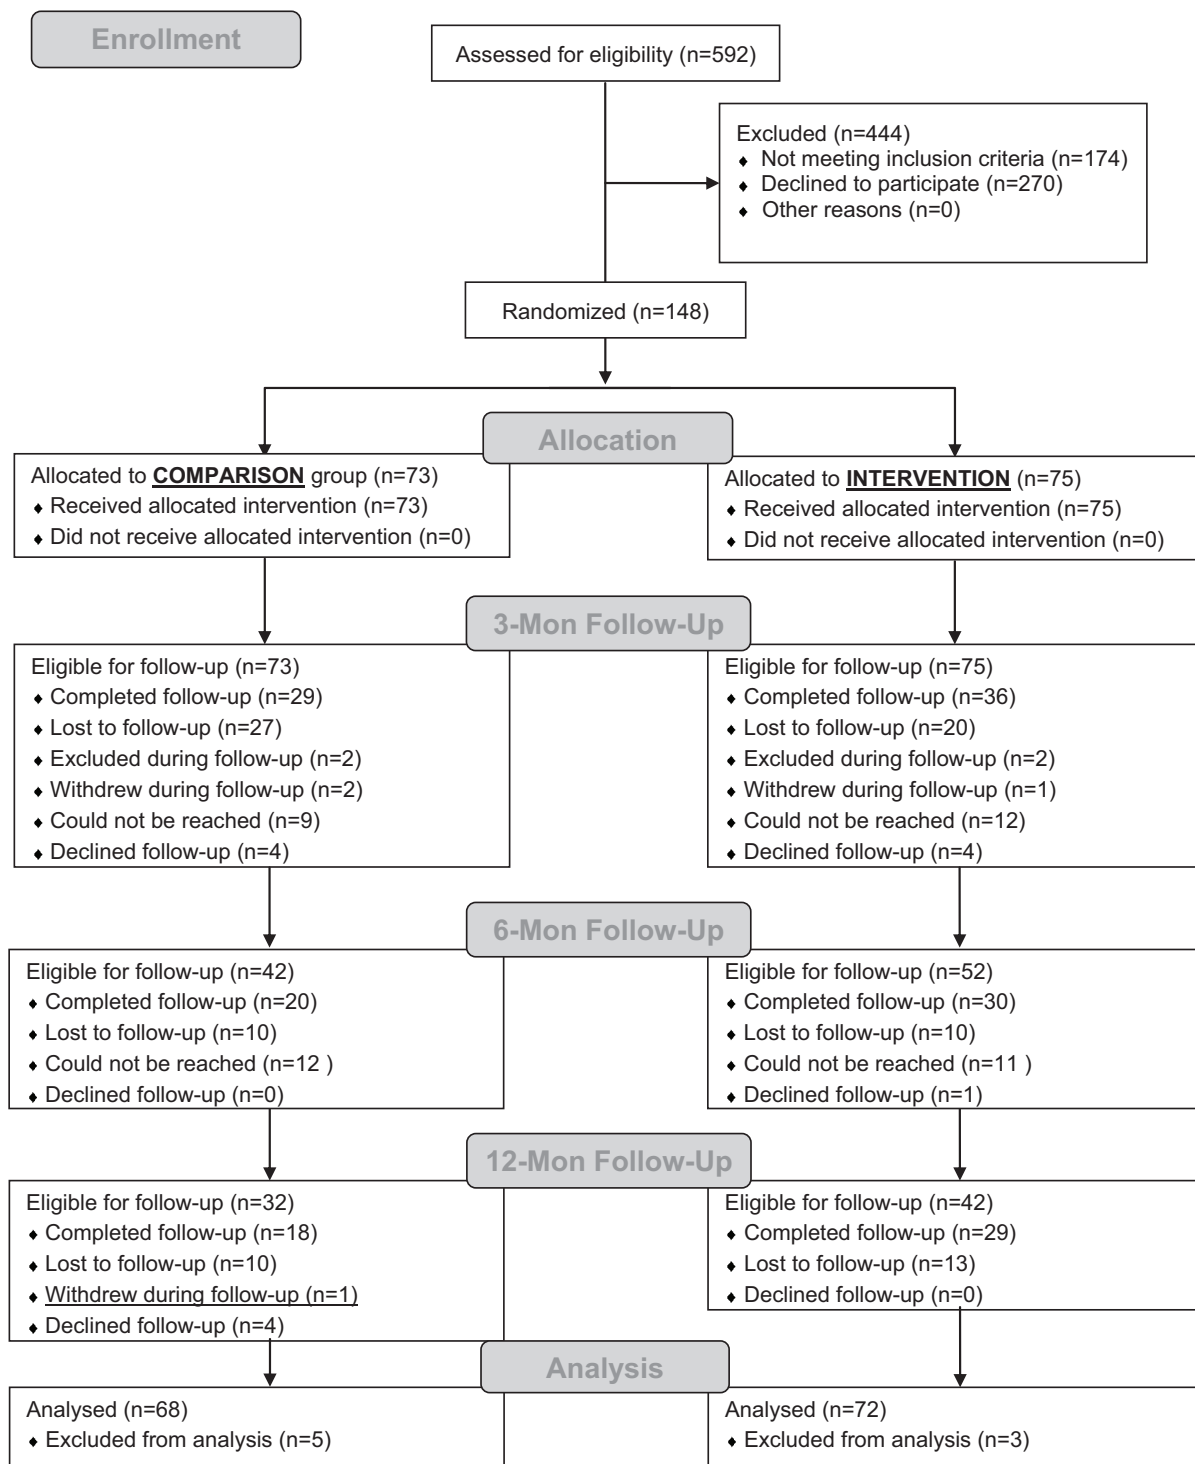 Enrollment
Assessed for eligibility (n=592)
Excluded (n=444)
♦ Not meeting inclusion criteria (n=174)
♦ Declined to participate (n=270)
♦ Other reasons (n=0)
Randomized (n=148)
Allocation
Allocated to COMPARISON group (n=73)
♦ Received allocated intervention (n=73)
♦ Did not receive allocated intervention (n=0)
Allocated to INTERVENTION (n=75)
♦ Received allocated intervention (n=75)
♦ Did not receive allocated intervention (n=0)
3-Mon Follow-Up
Eligible for follow-up (n=73)
♦ Completed follow-up (n=29)
♦ Lost to follow-up (n=27)
♦ Excluded during follow-up (n=2)
♦ Withdrew during follow-up (n=2)
♦ Could not be reached (n=9)
♦ Declined follow-up (n=4)
Eligible for follow-up (n=75)
♦ Completed follow-up (n=36)
♦ Lost to follow-up (n=20)
♦ Excluded during follow-up (n=2)
♦ Withdrew during follow-up (n=1)
♦ Could not be reached (n=12)
♦ Declined follow-up (n=4)
6-Mon Follow-Up
Eligible for follow-up (n=42)
♦ Completed follow-up (n=20)
♦ Lost to follow-up (n=10)
♦ Could not be reached (n=12 )
♦ Declined follow-up (n=0)
Eligible for follow-up (n=52)
♦ Completed follow-up (n=30)
♦ Lost to follow-up (n=10)
♦ Could not be reached (n=11 )
♦ Declined follow-up (n=1)
12-Mon Follow-Up
Eligible for follow-up (n=32)
♦ Completed follow-up (n=18)
♦ Lost to follow-up (n=10)
♦ Withdrew during follow-up (n=1)
♦ Declined follow-up (n=4)
Eligible for follow-up (n=42)
♦ Completed follow-up (n=29)
♦ Lost to follow-up (n=13)
♦ Declined follow-up (n=0)
Analysis
Analysed (n=68)
♦ Excluded from analysis (n=5)
Analysed (n=72)
♦ Excluded from analysis (n=3)